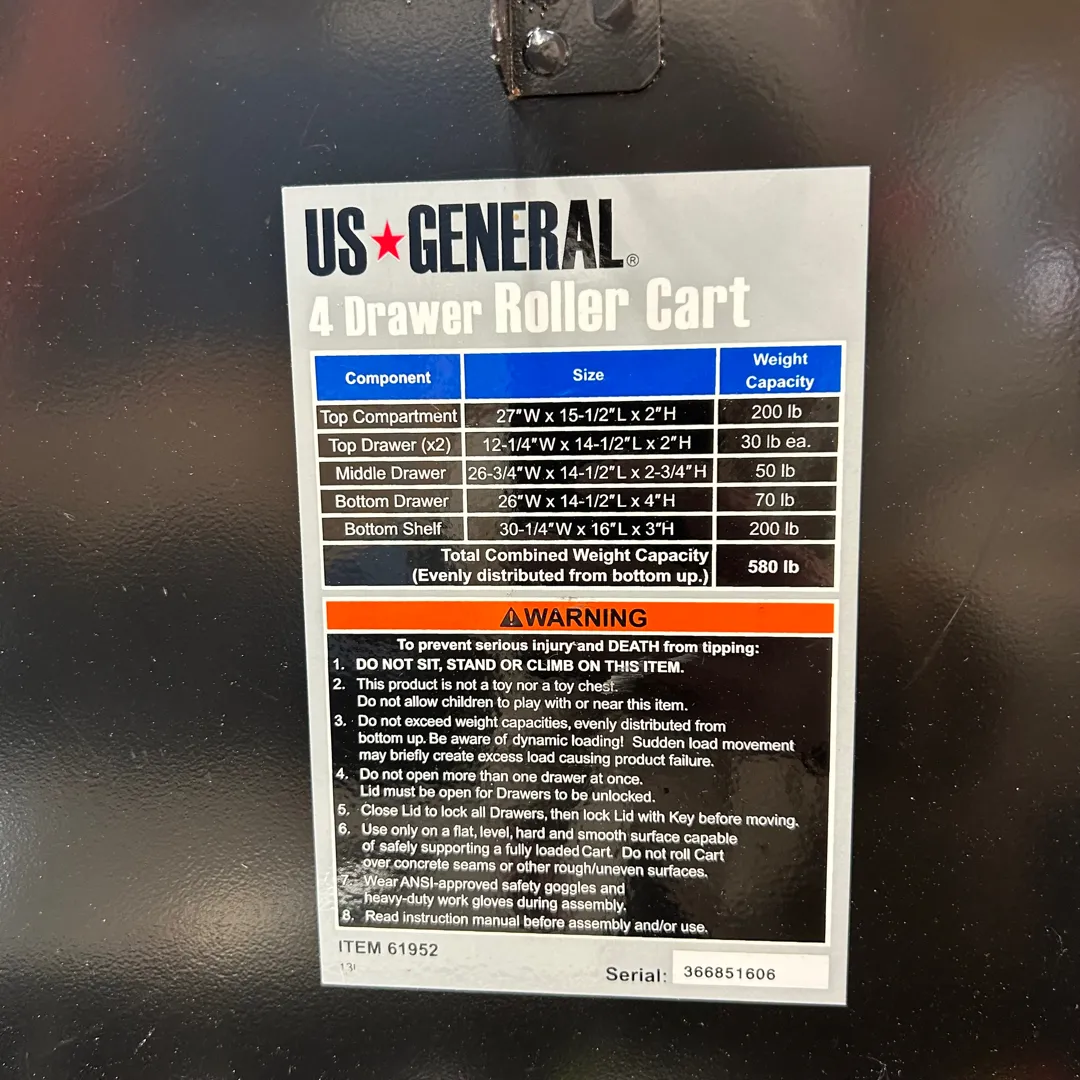 US★GENERAL®
4 Drawer Roller Cart
Component Size Weight Capacity
Top Compartment 27"W x 15-1/2"L x 2"H 200 lb
Top Drawer (x2) 12-1/4"W x 14-1/2"L x 2"H 30 lb ea.
Middle Drawer 26-3/4"W x 14-1/2"L x 2-3/4"H 50 lb
Bottom Drawer 26"W x 14-1/2"L x 4"H 70 lb
Bottom Shelf 30-1/4"W x 16"L x 3"H 200 lb
Total Combined Weight Capacity
(Evenly distributed from bottom up.) 580 lb
⚠WARNING
To prevent serious injury and DEATH from tipping:
1. DO NOT SIT, STAND OR CLIMB ON THIS ITEM.
2. This product is not a toy nor a toy chest.
Do not allow children to play with or near this item.
3. Do not exceed weight capacities, evenly distributed from
bottom up. Be aware of dynamic loading! Sudden load movement
may briefly create excess load causing product failure.
4. Do not open more than one drawer at once.
Lid must be open for Drawers to be unlocked.
5. Close Lid to lock all Drawers, then lock Lid with Key before moving.
6. Use only on a flat, level, hard and smooth surface capable
of safely supporting a fully loaded Cart. Do not roll Cart
over concrete seams or other rough/uneven surfaces.
7. Wear ANSI-approved safety goggles and
heavy-duty work gloves during assembly.
8. Read instruction manual before assembly and/or use.
ITEM 61952
Serial: 366851606